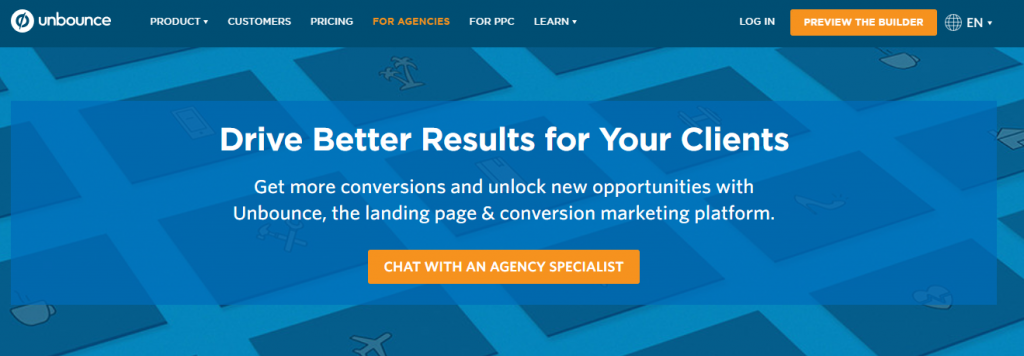 unbounce PRODUCT CUSTOMERS PRICING FOR AGENCIES FOR PPC LEARN LOG IN PREVIEW THE BUILDER EN
Drive Better Results for Your Clients
Get more conversions and unlock new opportunities with
Unbounce, the landing page & conversion marketing platform.
CHAT WITH AN AGENCY SPECIALIST